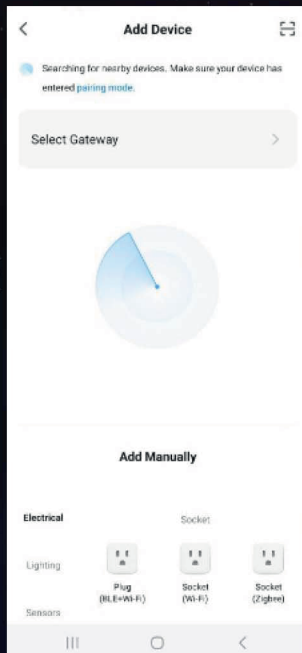 Add Device
Searching for nearby devices. Make sure your device has
entered pairing mode.
Select Gateway
Add Manually
Electrical
Socket
Lighting
Plug
(BLE+Wi-Fi)
Socket
(Wi-Fi)
Socket
(Zigbee)
Sensors